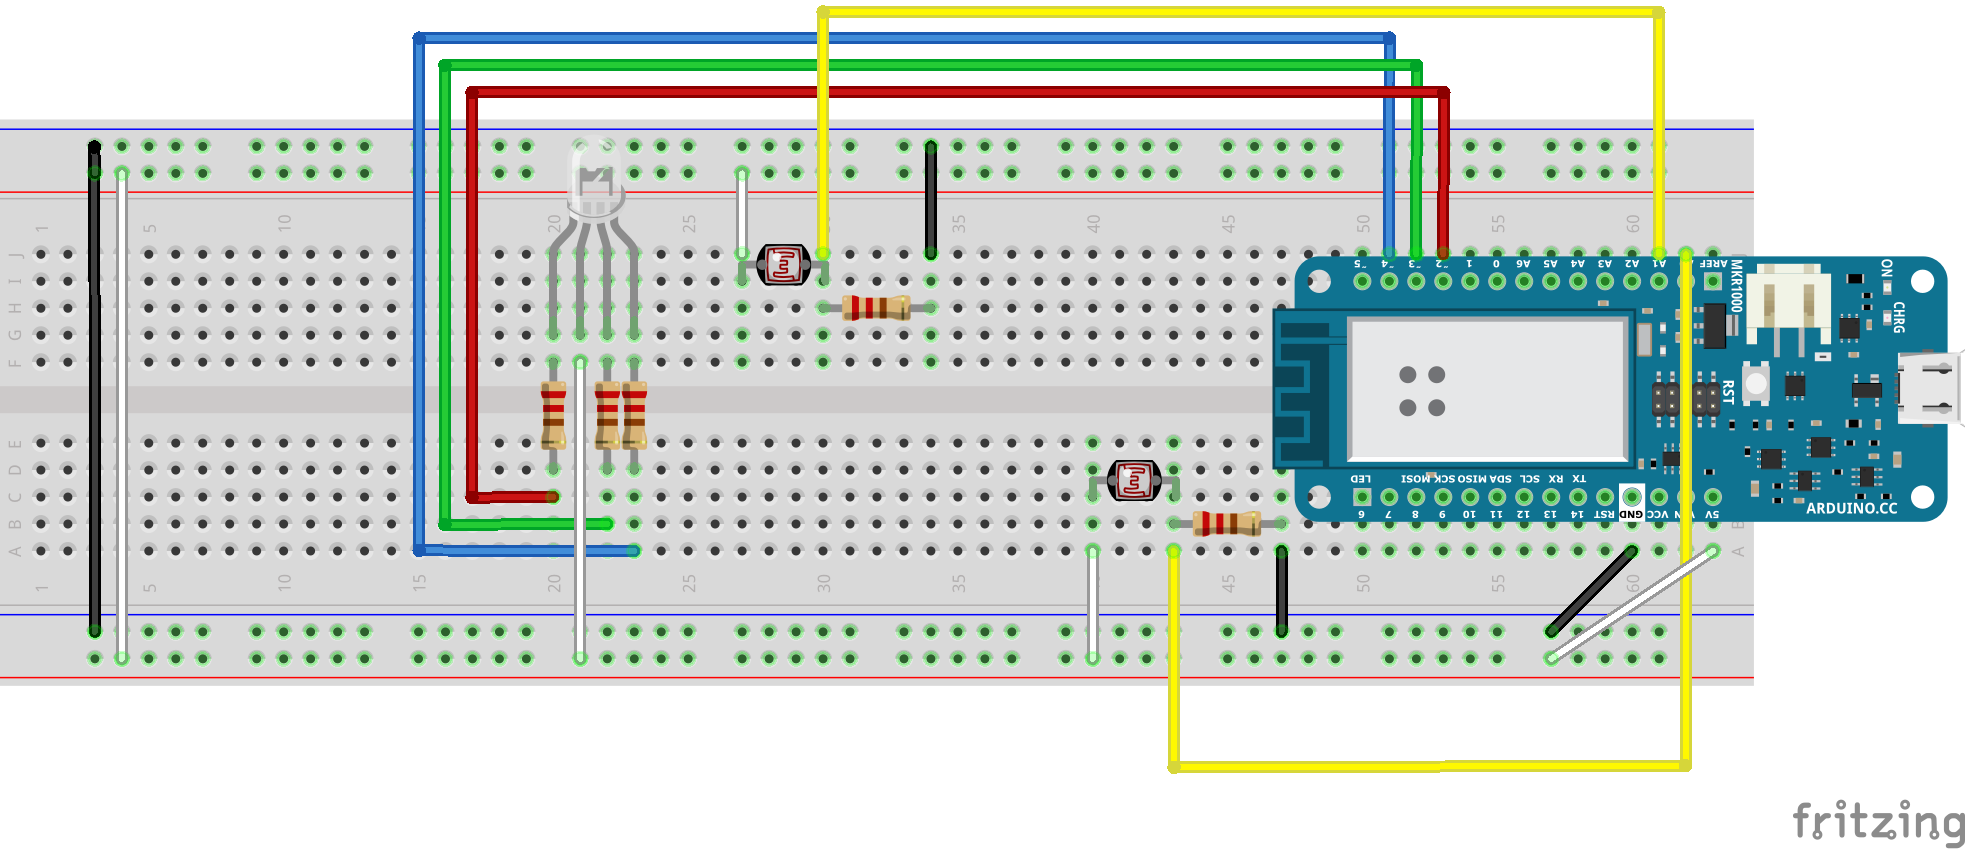 1 5 10 15 20 25 30 35 40 45 50 55 60
J
I
H
G
F
~5 ~4 ~3 ~2 1 0 A6 A5 A4 A3 A2 A1 AREF
MKR1000
ON
CHRG
RST
E
D
C
B
A
LED MOSI SCK MISO SDA SCL RX TX
6 7 8 9 10 11 12 13 14 RST GND VCC 5V
ARDUINO.CC
B
A
1 5 10 15 20 25 30 35 40 45 50 55 60
fritzing